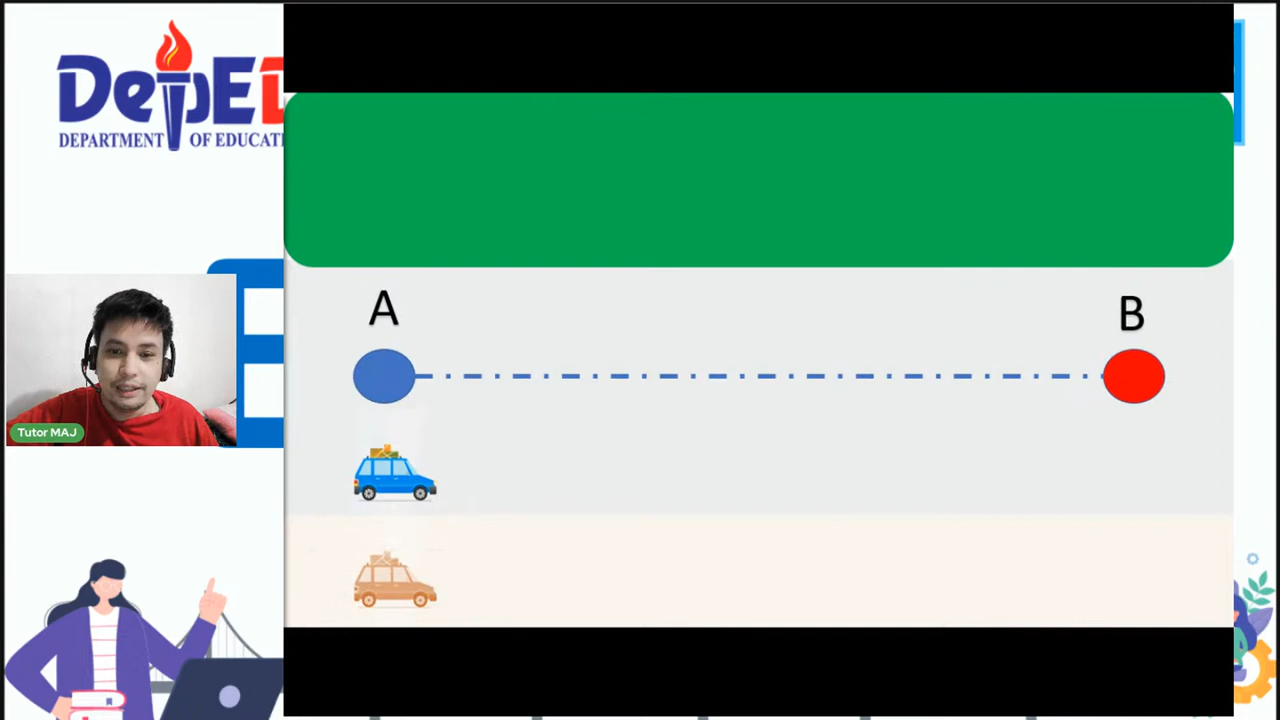 DepED
DEPARTMENT OF EDUCATI
A
B
Tutor MAJ